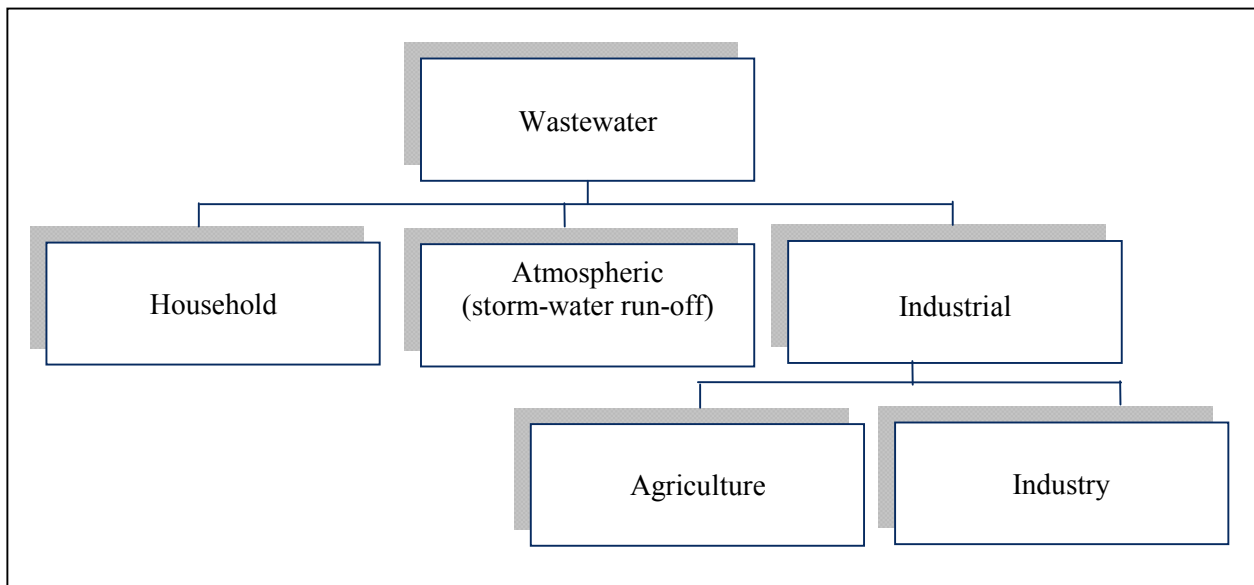 Wastewater
Household
Atmospheric
(storm-water run-off)
Industrial
Agriculture
Industry